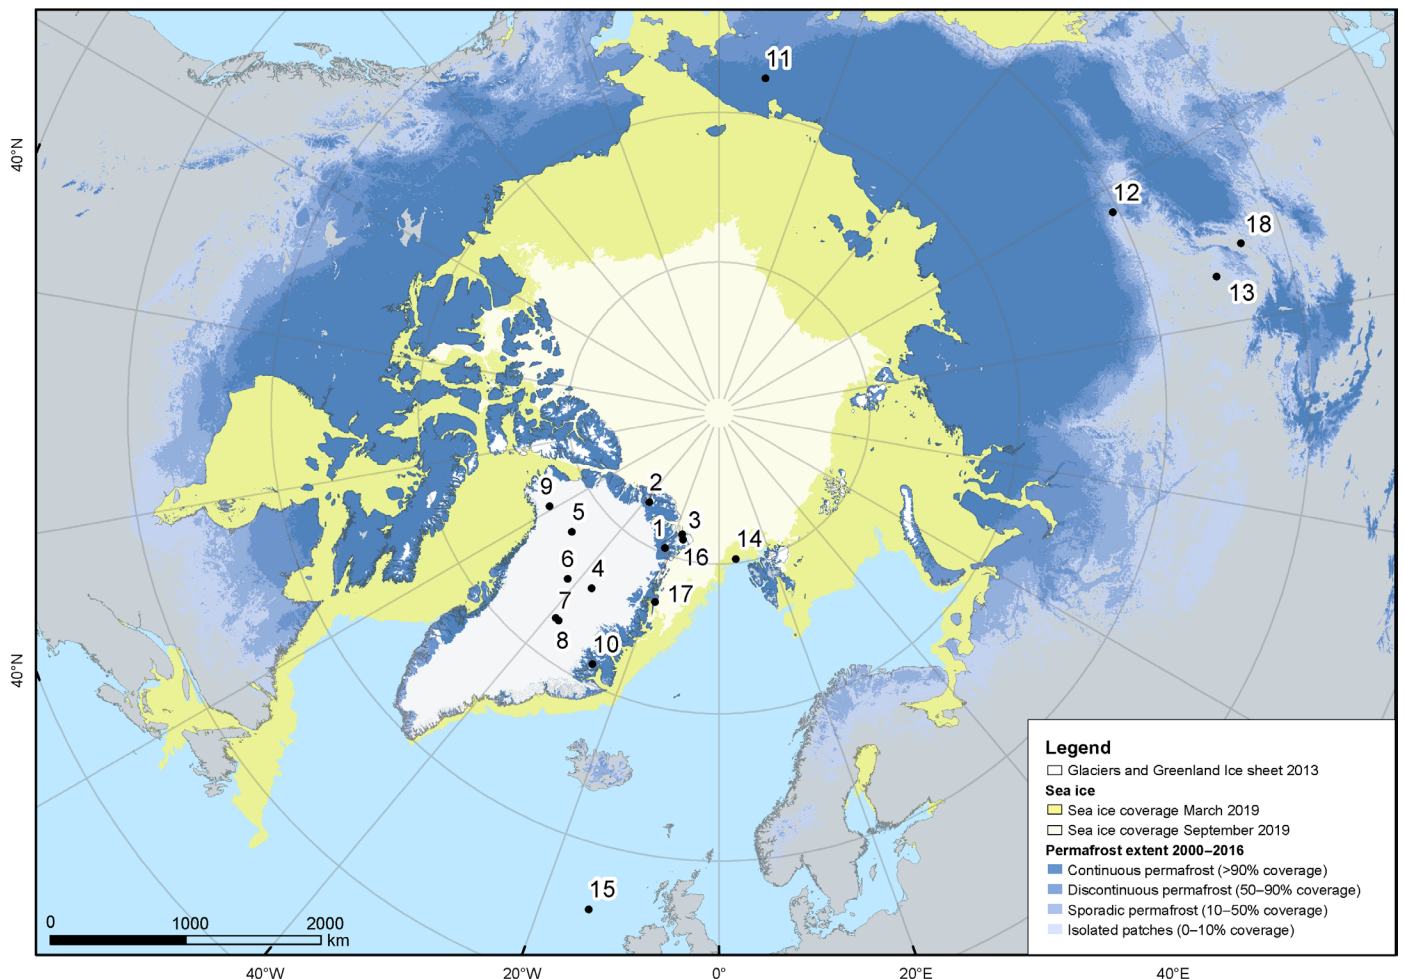 11
40°N
12
18
13
9
2
5
3
1
14
16
6
4
17
7
8
10
40°N
15
0
1000
2000
km
Legend
Glaciers and Greenland Ice sheet 2013
Sea ice
Sea ice coverage March 2019
Sea ice coverage September 2019
Permafrost extent 2000–2016
Continuous permafrost (>90% coverage)
Discontinuous permafrost (50–90% coverage)
Sporadic permafrost (10–50% coverage)
Isolated patches (0–10% coverage)
40°W
20°W
0°
20°E
40°E